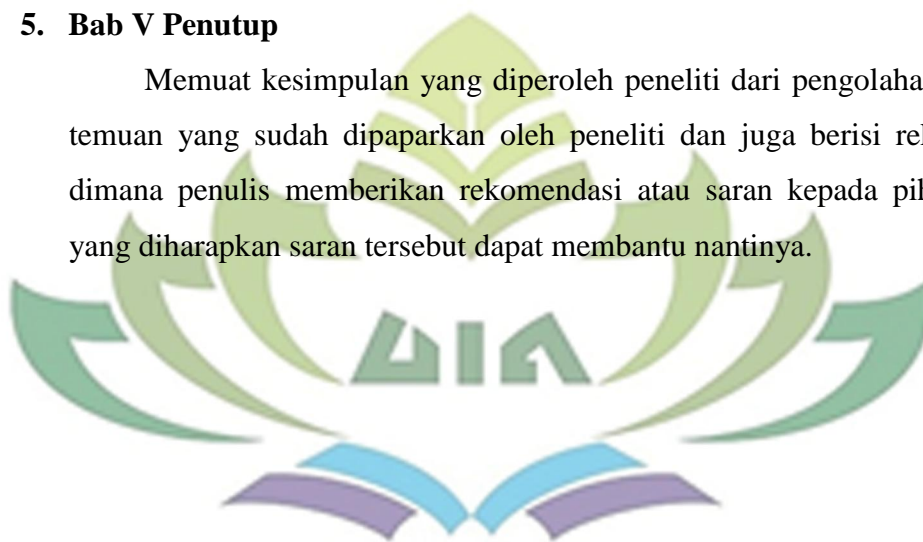 5. Bab V Penutup
Memuat kesimpulan yang diperoleh peneliti dari pengolaha
temuan yang sudah dipaparkan oleh peneliti dan juga berisi rel
dimana penulis memberikan rekomendasi atau saran kepada pil
yang diharapkan saran tersebut dapat membantu nantinya.
UIN